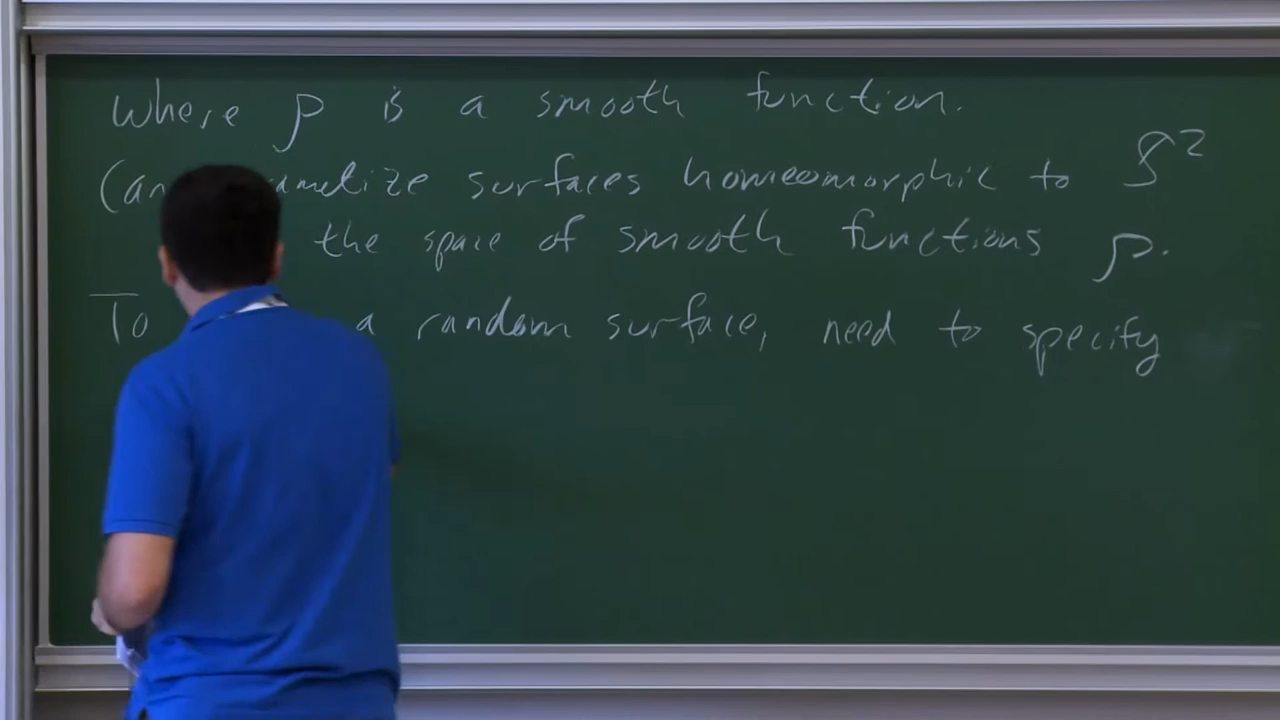 Where ρ is a smooth function.
(an ametize surfaces homeomorphic to S²
the space of smooth functions ρ.
To a random surface, need to specify